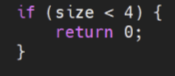 if (size < 4) {
    return 0;
}